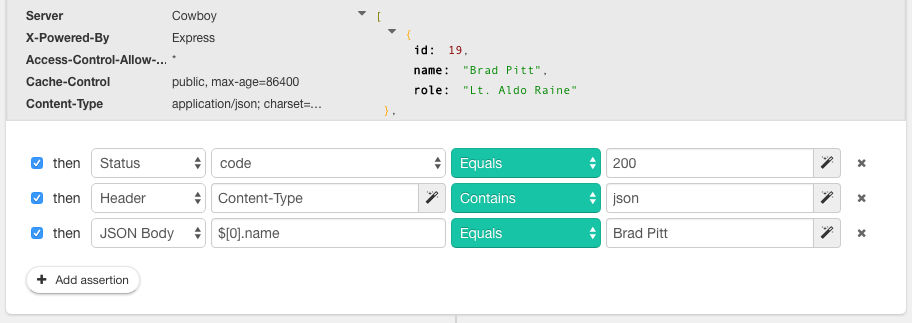 Server Cowboy
X-Powered-By Express
Access-Control-Allow-... *
Cache-Control public, max-age=86400
Content-Type application/json; charset=...
[
{
id: 19,
name: "Brad Pitt",
role: "Lt. Aldo Raine"
},
then Status code Equals 200
then Header Content-Type Contains json
then JSON Body $[0].name Equals Brad Pitt
+ Add assertion